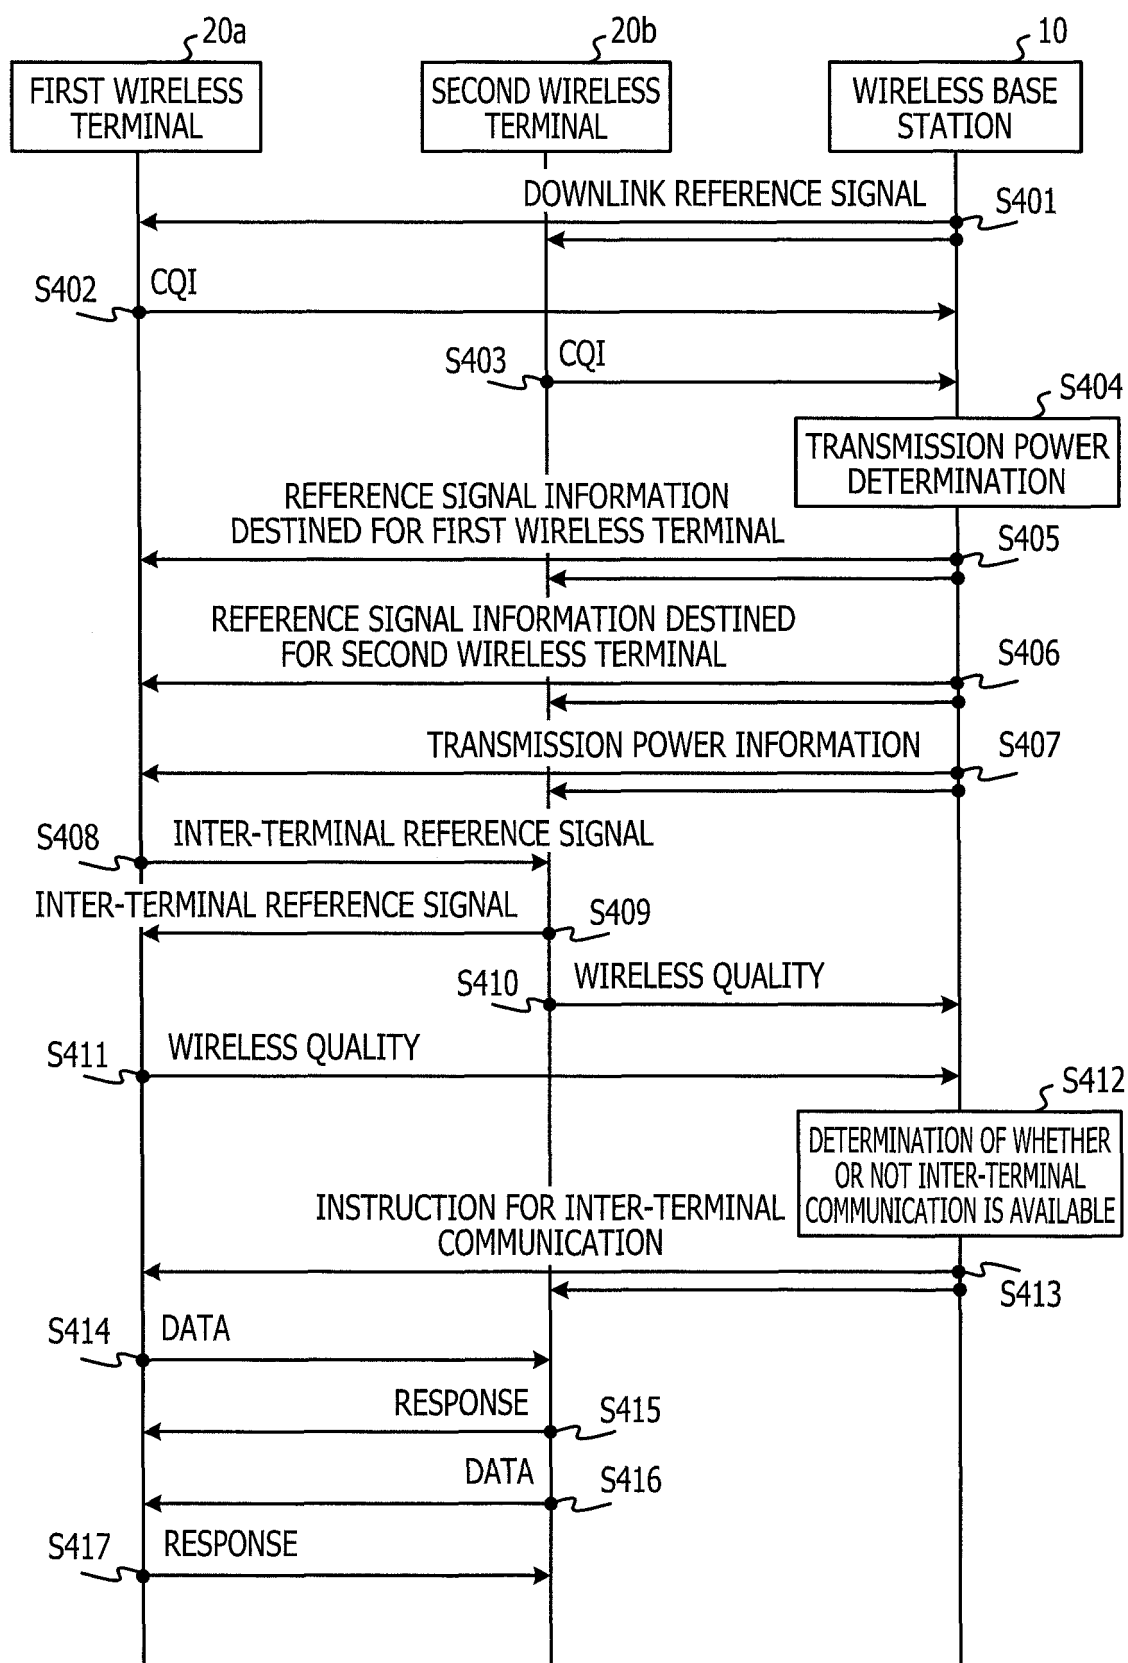 20a
20b
10
FIRST WIRELESS
TERMINAL
SECOND WIRELESS
TERMINAL
WIRELESS BASE
STATION
DOWNLINK REFERENCE SIGNAL
S401
S402
CQI
S403
CQI
S404
TRANSMISSION POWER
DETERMINATION
REFERENCE SIGNAL INFORMATION
DESTINED FOR FIRST WIRELESS TERMINAL
S405
REFERENCE SIGNAL INFORMATION DESTINED
FOR SECOND WIRELESS TERMINAL
S406
TRANSMISSION POWER INFORMATION
S407
S408
INTER-TERMINAL REFERENCE SIGNAL
INTER-TERMINAL REFERENCE SIGNAL
S409
S410
WIRELESS QUALITY
S411
WIRELESS QUALITY
S412
DETERMINATION OF WHETHER
OR NOT INTER-TERMINAL
COMMUNICATION IS AVAILABLE
INSTRUCTION FOR INTER-TERMINAL
COMMUNICATION
S413
S414
DATA
RESPONSE
S415
DATA
S416
S417
RESPONSE